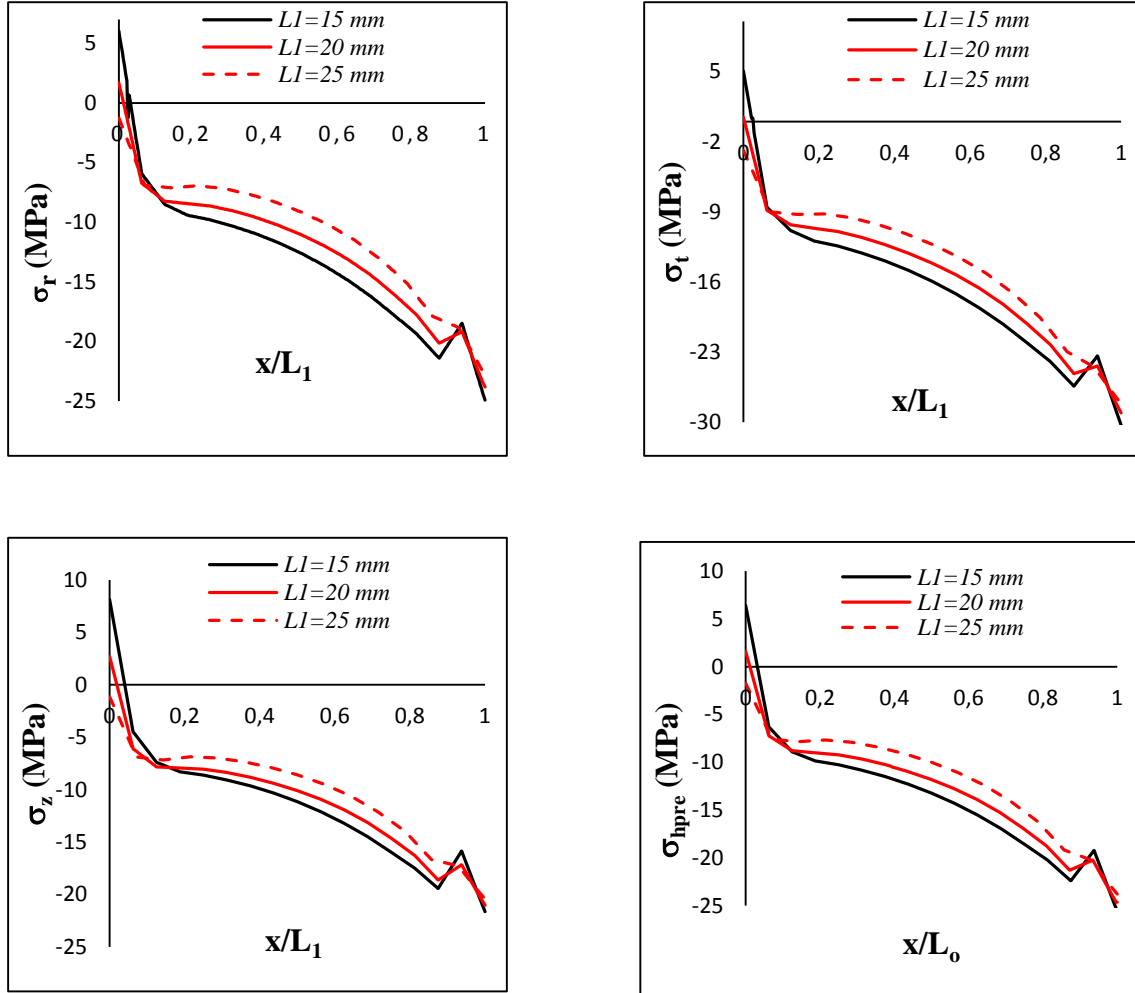 L1=15 mm
L1=20 mm
L1=25 mm
5
0
-5
-10
-15
-20
-25
0 0,2 0,4 0,6 0,8 1
σr (MPa)
x/L1
L1=15 mm
L1=20 mm
L1=25 mm
5
-2
-9
-16
-23
-30
0 0,2 0,4 0,6 0,8 1
σt (MPa)
x/L1
L1=15 mm
L1=20 mm
L1=25 mm
10
5
0
-5
-10
-15
-20
-25
0 0,2 0,4 0,6 0,8 1
σz (MPa)
x/L1
L1=15 mm
L1=20 mm
L1=25 mm
10
5
0
-5
-10
-15
-20
-25
0 0,2 0,4 0,6 0,8 1
σhpre (MPa)
x/Lo